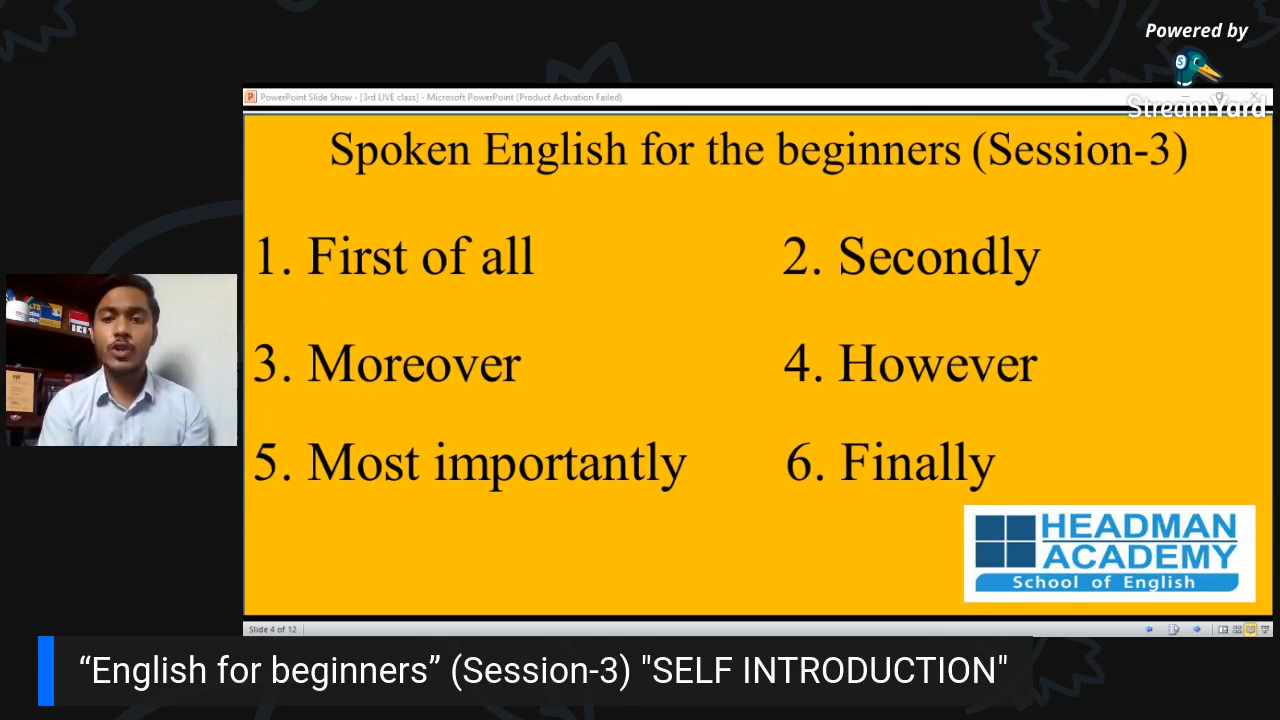 Powered by
StreamYard
PowerPoint Slide Show - [3rd LIVE class] - Microsoft PowerPoint (Product Activation Failed)
Spoken English for the beginners (Session-3)
1. First of all
2. Secondly
3. Moreover
4. However
5. Most importantly
6. Finally
HEADMAN
ACADEMY
School of English
Slide 4 of 12
“English for beginners” (Session-3) "SELF INTRODUCTION"